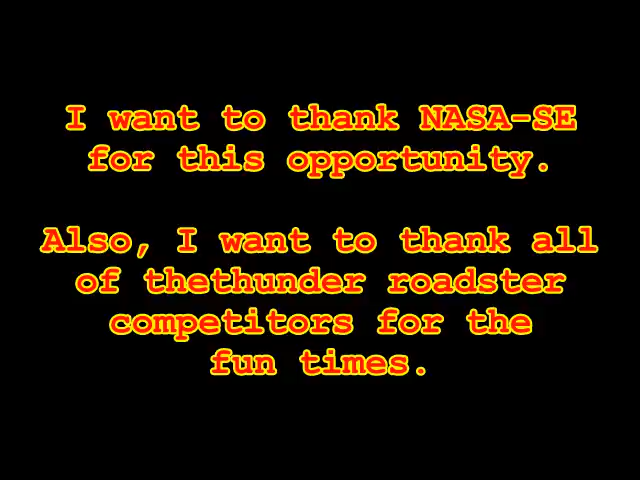 I want to thank NASA-SE
for this opportunity.
Also, I want to thank all
of thethunder roadster
competitors for the
fun times.